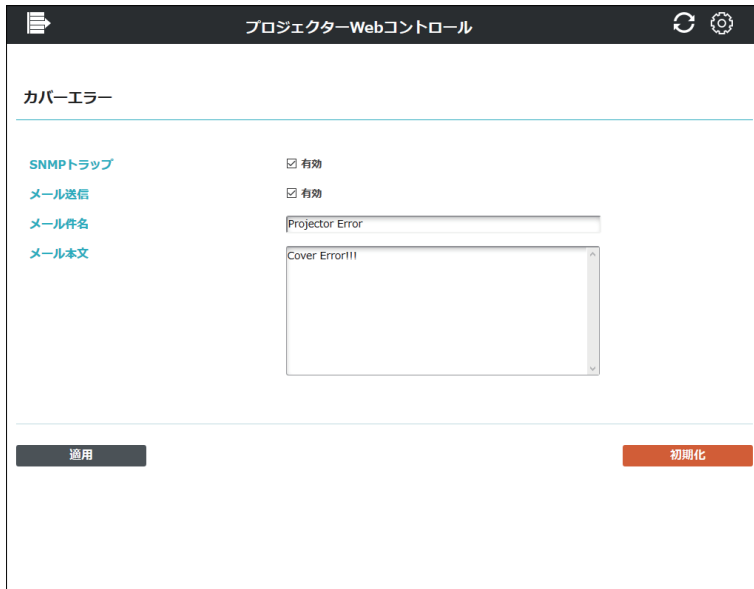 プロジェクターWebコントロール
カバーエラー
SNMPトラップ 有効
メール送信 有効
メール件名 Projector Error
メール本文 Cover Error!!!
適用 初期化